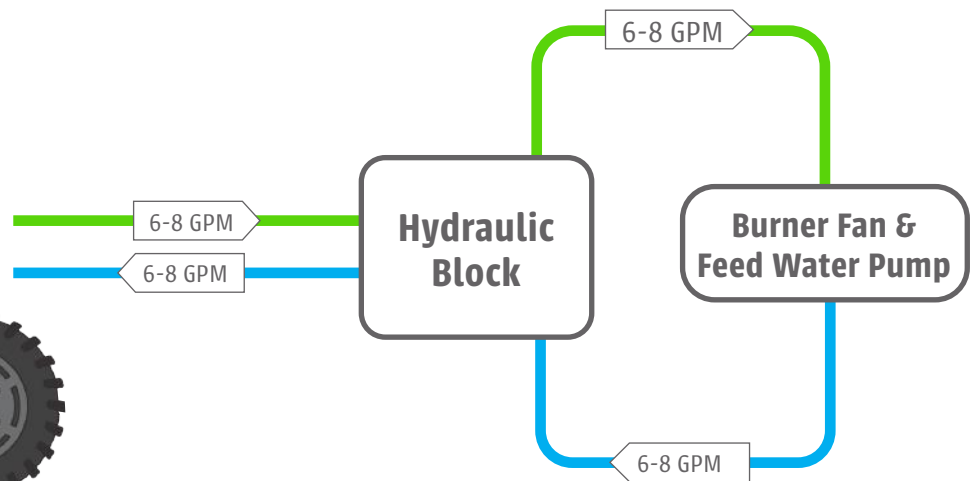 6-8 GPM
6-8 GPM
6-8 GPM
Hydraulic
Block
Burner Fan &
Feed Water Pump
6-8 GPM